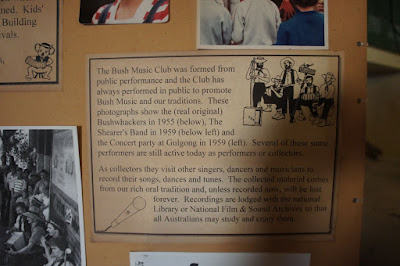 ned. Kids'
Building
ivals.
The Bush Music Club was formed from
public performance and the Club has
always performed in public to promote
Bush Music and our traditions. These
photographs show the (real original)
Bushwhackers in 1955 (below), The
Shearer's Band in 1959 (below left) and
the Concert party at Gulgong in 1959 (left). Several of these same
performers are still active today as performers or collectors.
As collectors they visit other singers, dancers and musicians to
record their songs, dances and tunes. The collected material comes
from our rich oral tradition and, unless recorded now, will be lost
forever. Recordings are lodged with the national
Library or National Film & Sound Archives so that
all Australians may study and enjoy them.